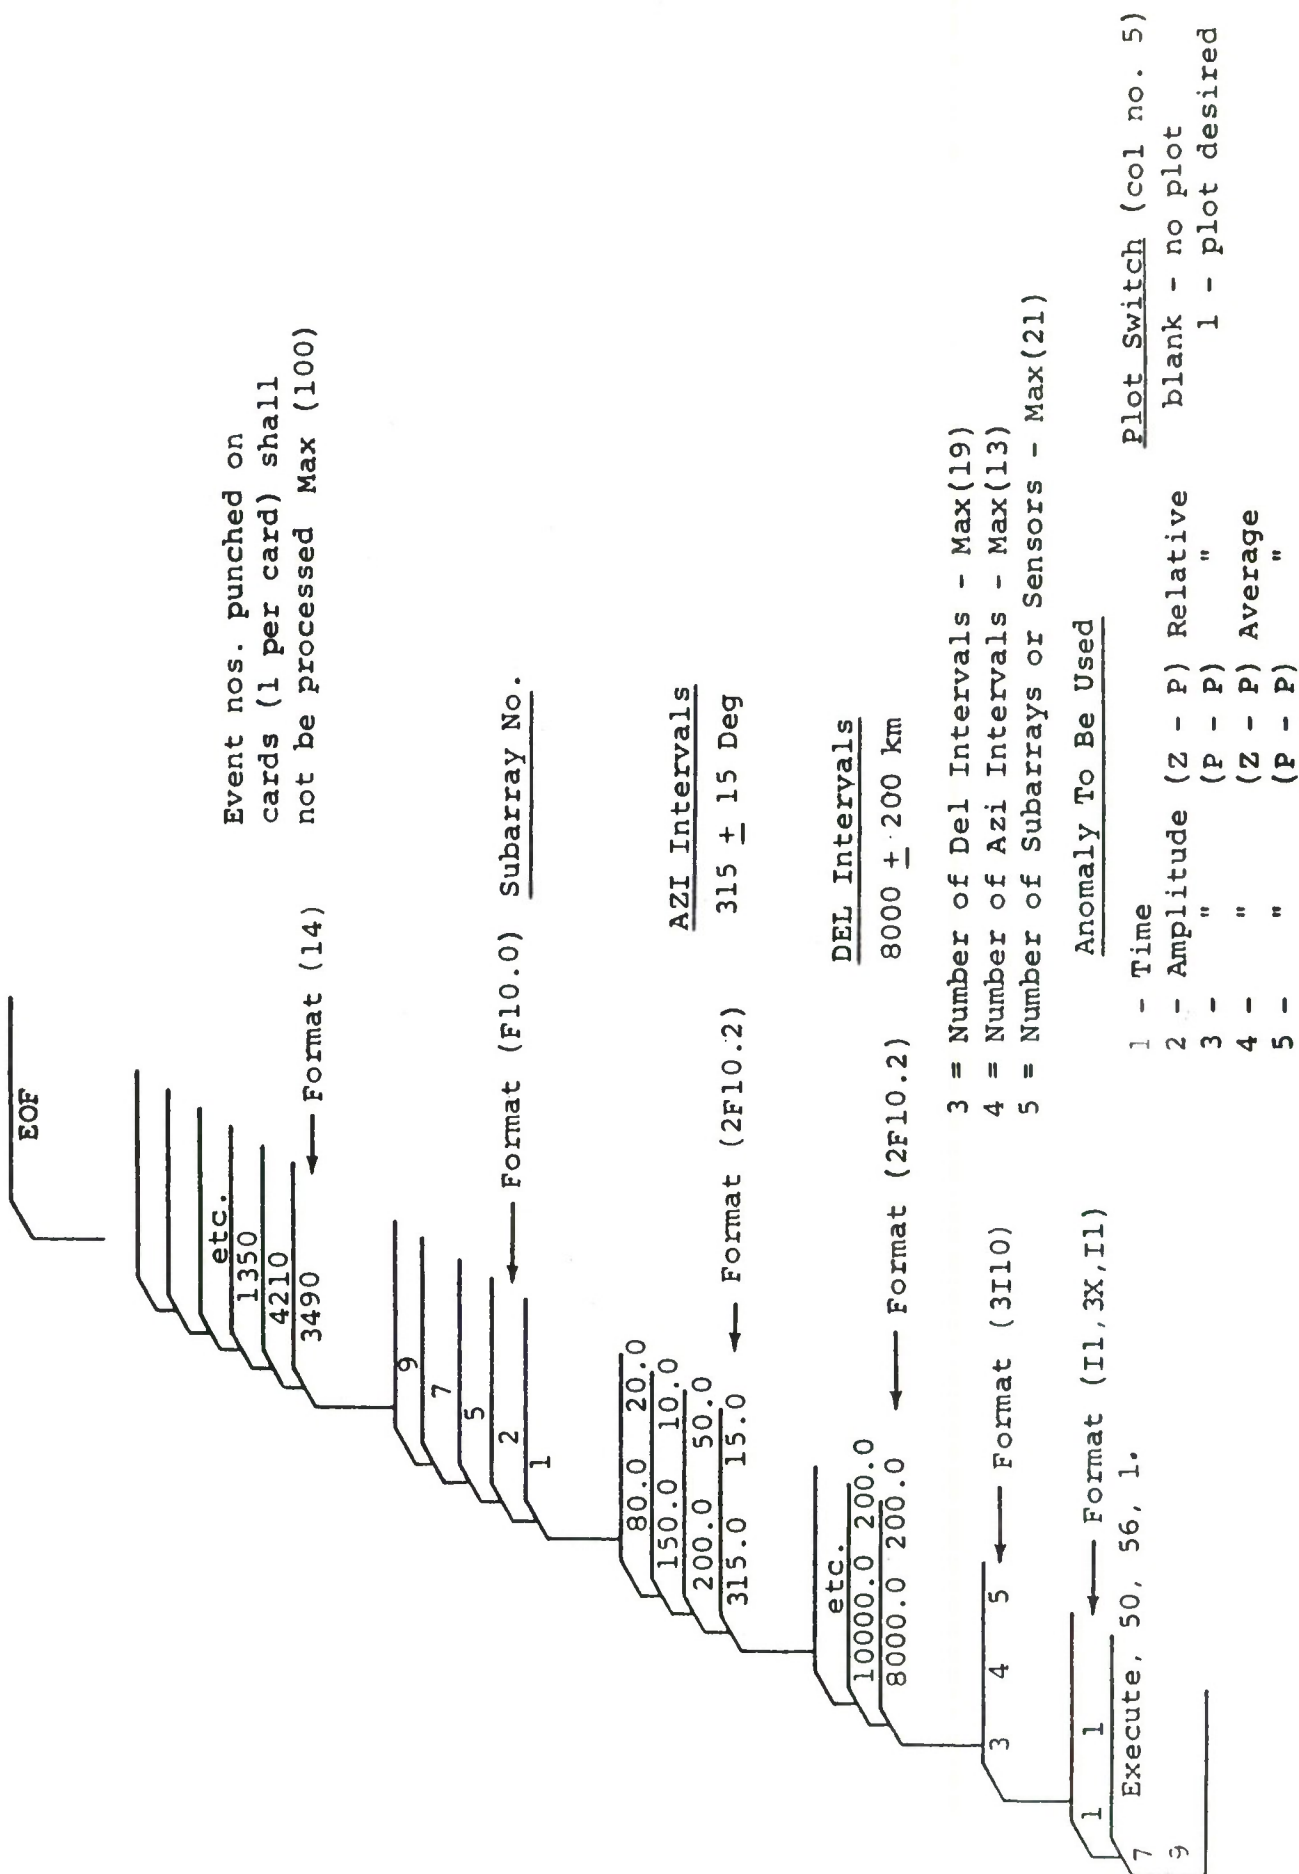 EOF
etc.
1350
4210
3490
Format (14)
Event nos. punched on
cards (1 per card) shall
not be processed Max (100)
9
7
5
2
1
Format (F10.0)
Subarray No.
80.0 20.0
150.0 10.0
200.0 50.0
315.0 15.0
Format (2F10.2)
AZI Intervals
315 ± 15 Deg
etc.
10000.0 200.0
8000.0 200.0
Format (2F10.2)
DEL Intervals
8000 ± 200 km
3 4 5
Format (3I10)
3 = Number of Del Intervals - Max(19)
4 = Number of Azi Intervals - Max(13)
5 = Number of Subarrays or Sensors - Max(21)
1 1
Format (I1,3X,I1)
7
9
Execute, 50, 56, 1.
Anomaly To Be Used
1 - Time
2 - Amplitude (Z - P) Relative
3 - " (P - P) "
4 - " (Z - P) Average
5 - " (P - P) "
Plot Switch (col no. 5)
blank - no plot
1 - plot desired